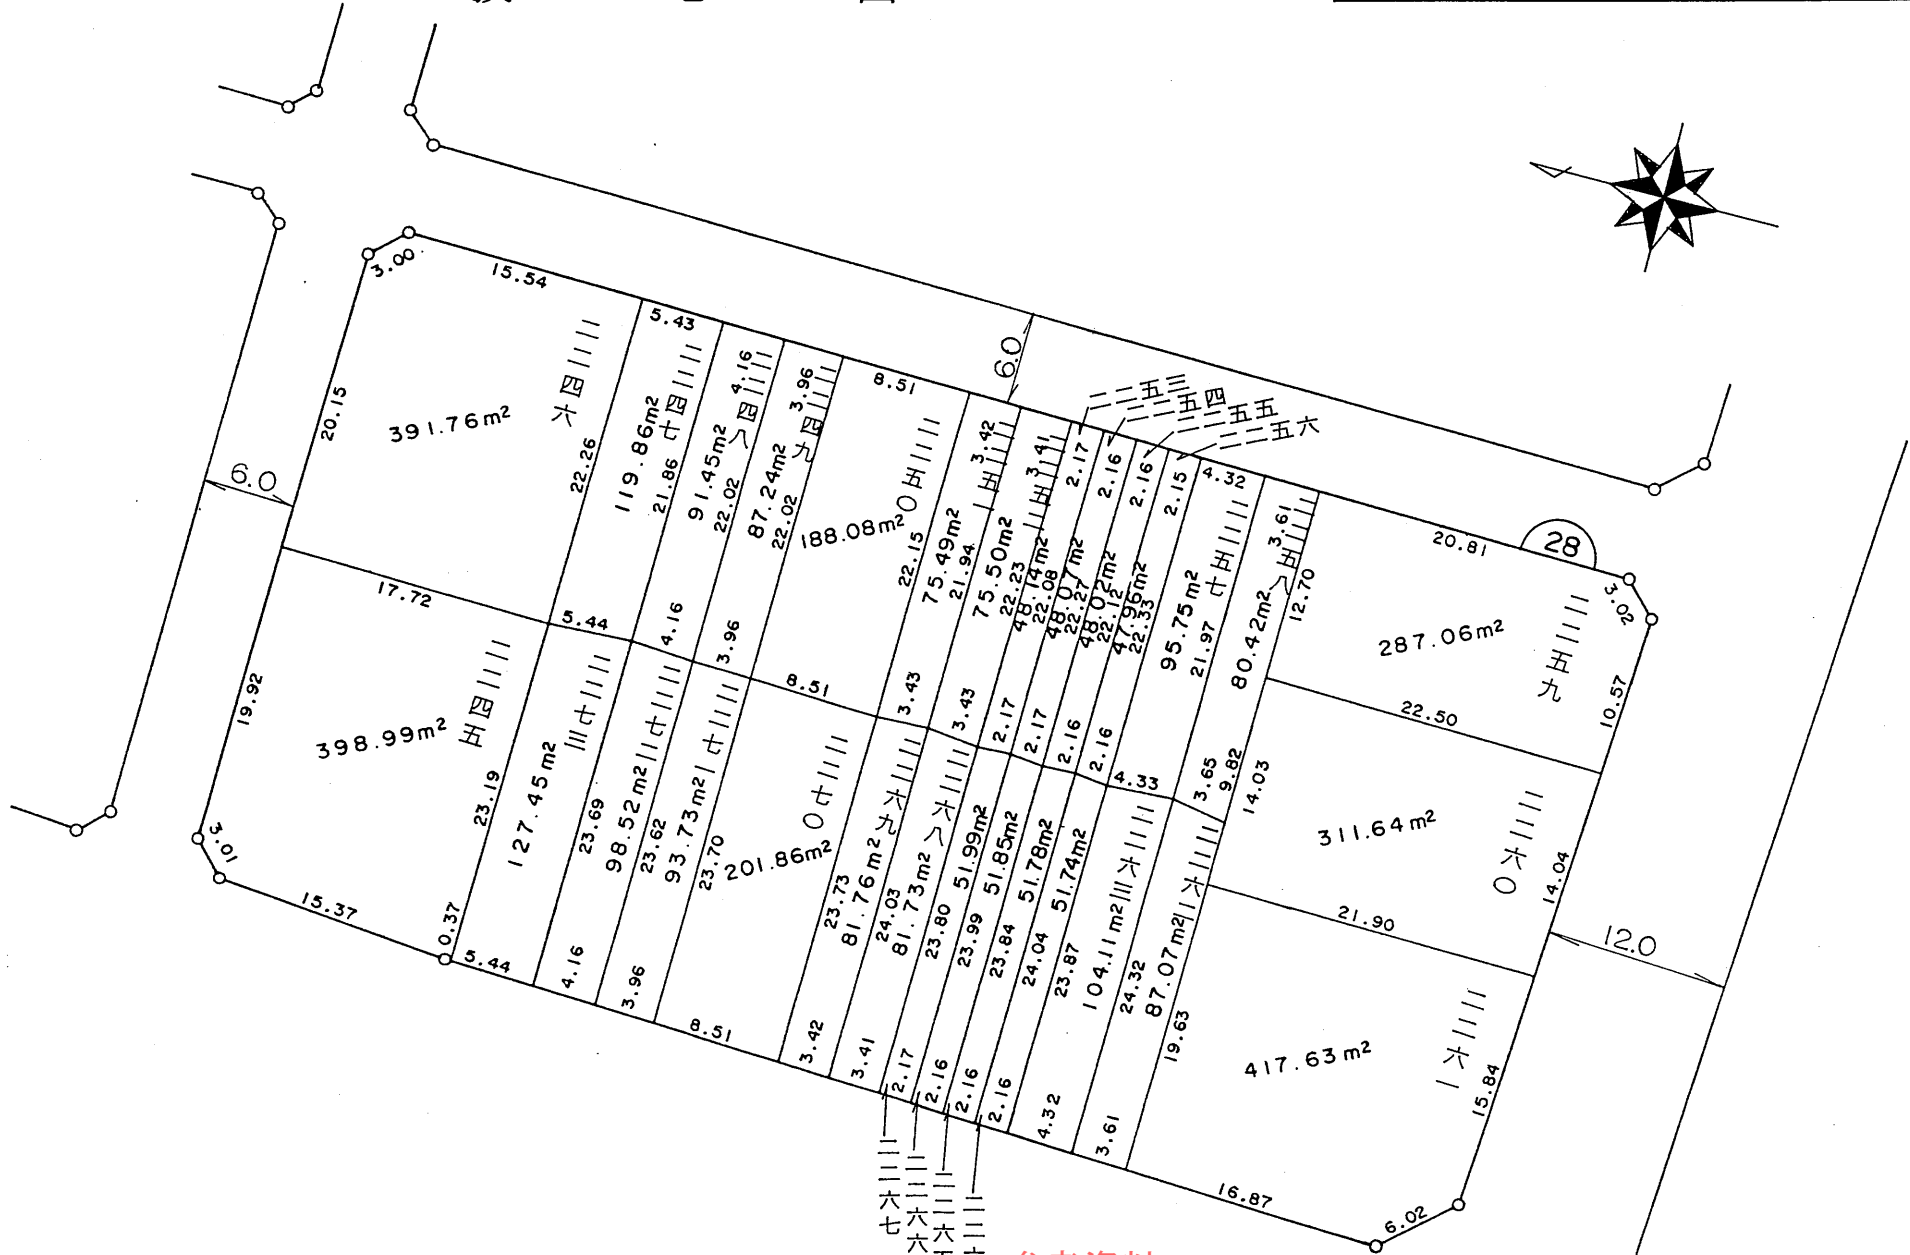 3.00
15.54
5.43
4.16
3.96
8.51
3.42
3.41
2.17
2.16
2.16
2.15
4.32
3.61
20.81
28
3.02
6.0
6.0
12.0
二二四六
391.76m²
20.15
22.26
二二四七
119.86m²
21.86
二二四八
91.45m²
22.02
二二四九
87.24m²
22.02
二二五〇
188.08m²
22.15
二二五一
75.49m²
21.94
75.50m²
22.23
二二五三
48.14m²
22.08
二二五四
48.07m²
22.27
二二五五
48.02m²
22.12
二二五六
47.96m²
22.33
二二五七
95.75m²
21.97
二二五八
80.42m²
12.70
二二五九
287.06m²
10.57
17.72
5.44
4.16
3.96
8.51
3.43
3.43
2.17
2.17
2.16
2.16
4.33
3.65
9.82
14.03
22.50
二二六〇
311.64m²
14.04
21.90
二二四五
398.99m²
19.92
23.19
二二七三
127.45m²
23.69
二二七二
98.52m²
23.62
二二七一
93.73m²
23.70
二二七〇
201.86m²
23.73
二二六九
81.76m²
24.03
二二六八
81.73m²
23.80
51.99m²
23.99
51.85m²
23.84
51.78m²
24.04
51.74m²
23.87
二二六三
104.11m²
24.32
二二六二
87.07m²
19.63
二二六一
417.63m²
15.84
3.01
15.37
0.37
5.44
4.16
3.96
8.51
3.42
3.41
2.17
2.16
2.16
2.16
4.32
3.61
16.87
6.02
二二六七
二二六六
二二六五